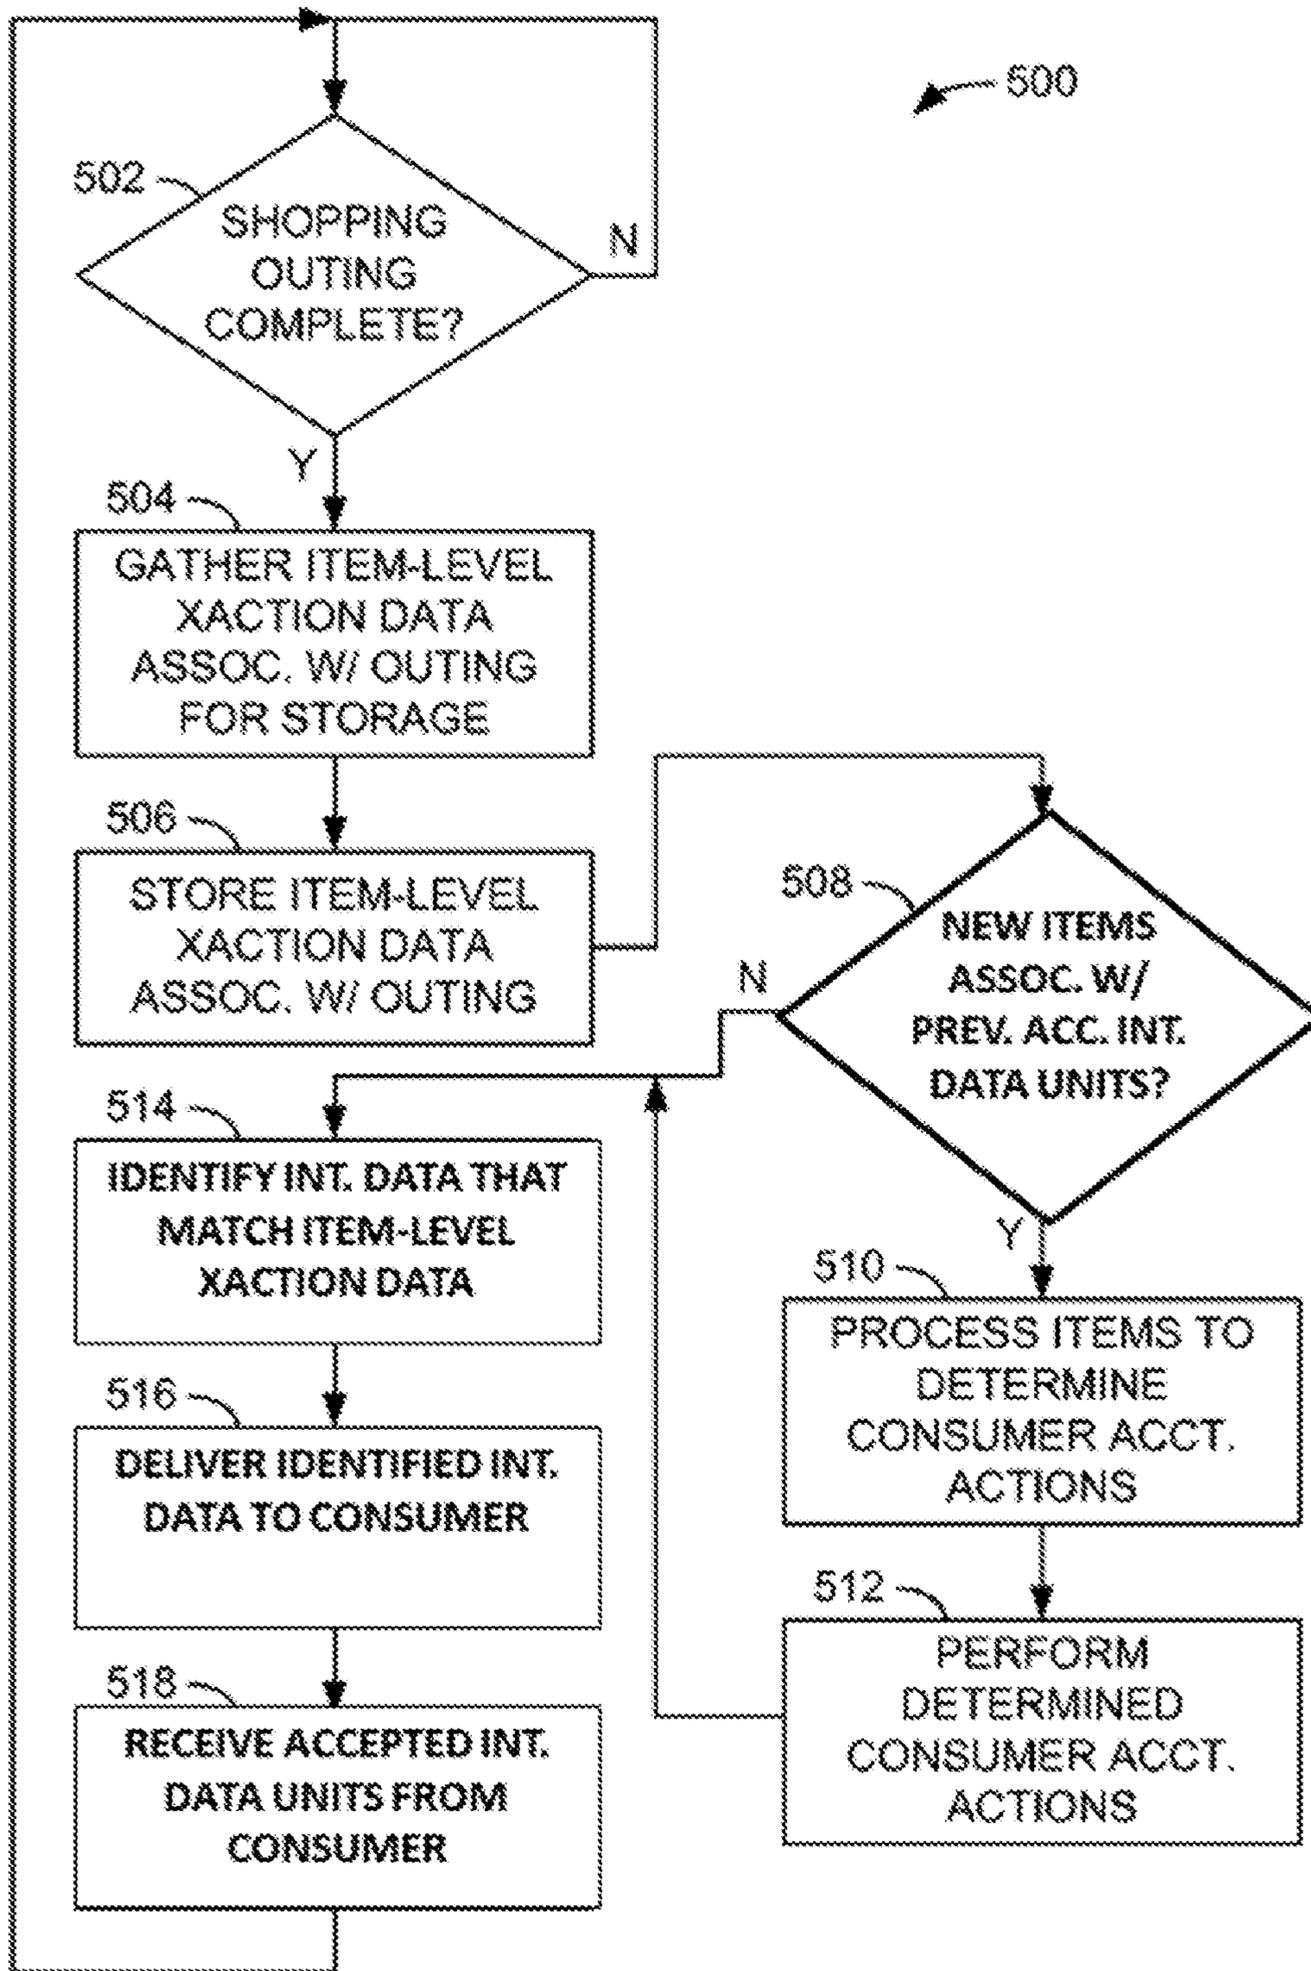 500
502
SHOPPING
OUTING
COMPLETE?
N
Y
504
GATHER ITEM-LEVEL
XACTION DATA
ASSOC. W/ OUTING
FOR STORAGE
506
STORE ITEM-LEVEL
XACTION DATA
ASSOC. W/ OUTING
508
NEW ITEMS
ASSOC. W/
PREV. ACC. INT.
DATA UNITS?
N
Y
510
PROCESS ITEMS TO
DETERMINE
CONSUMER ACCT.
ACTIONS
512
PERFORM
DETERMINED
CONSUMER ACCT.
ACTIONS
514
IDENTIFY INT. DATA THAT
MATCH ITEM-LEVEL
XACTION DATA
516
DELIVER IDENTIFIED INT.
DATA TO CONSUMER
518
RECEIVE ACCEPTED INT.
DATA UNITS FROM
CONSUMER